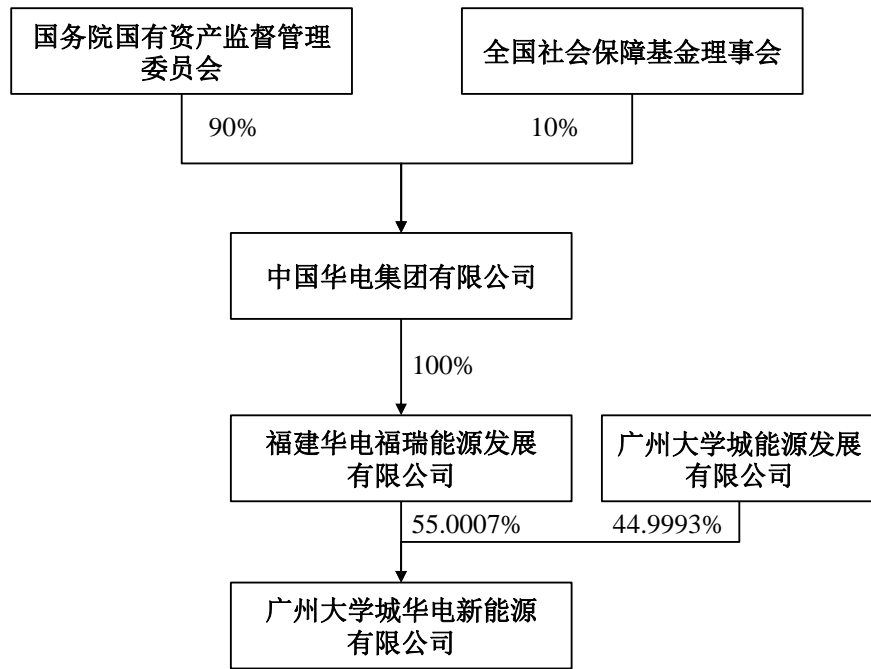 国务院国有资产监督管理
委员会
全国社会保障基金理事会
90%
10%
中国华电集团有限公司
100%
福建华电福瑞能源发展
有限公司
广州大学城能源发展
有限公司
55.0007%
44.9993%
广州大学城华电新能源
有限公司